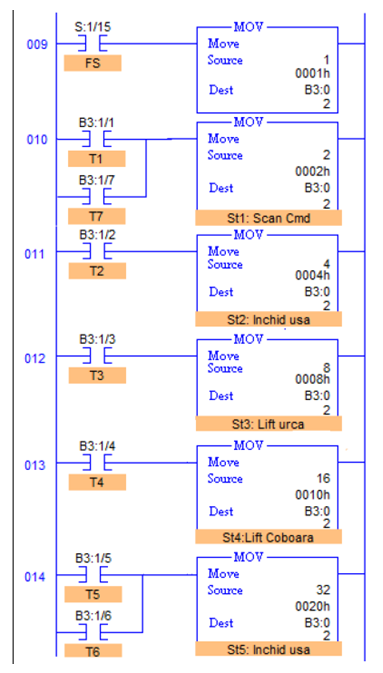 S:1/15
MOV
009
Move
FS
Source 1
0001h
Dest B3:0
2
B3:1/1
MOV
010
Move
T1
Source 2
0002h
B3:1/7
Dest B3:0
T7
2
St1: Scan Cmd
B3:1/2
MOV
011
Move
T2
Source 4
0004h
Dest B3:0
2
St2: Inchid usa
B3:1/3
MOV
012
Move
T3
Source 8
0008h
Dest B3:0
2
St3: Lift urca
B3:1/4
MOV
013
Move
T4
Source 16
0010h
Dest B3:0
2
St4:Lift Coboara
B3:1/5
MOV
014
Move
T5
Source 32
0020h
B3:1/6
Dest B3:0
T6
2
St5: Inchid usa